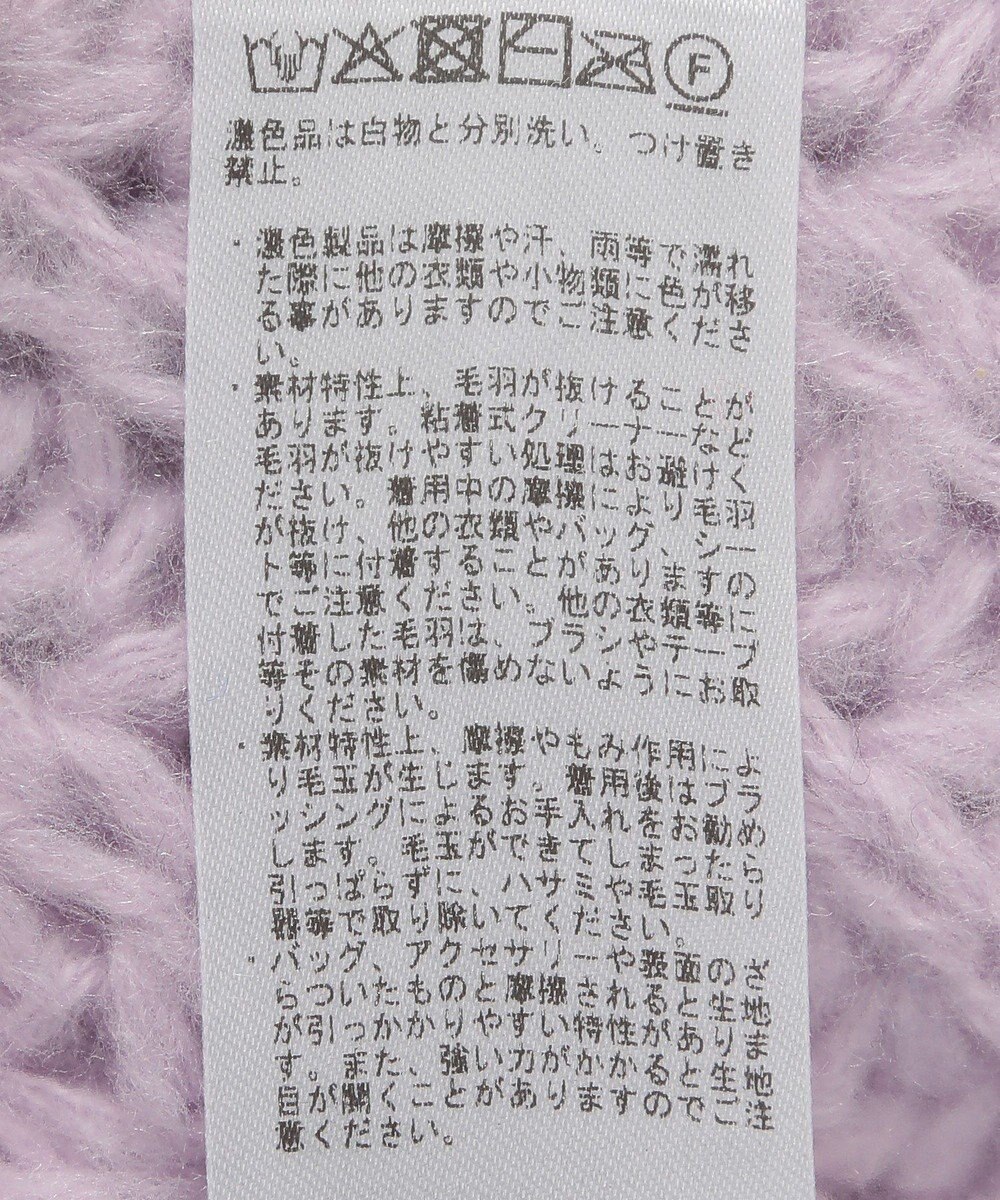 F
濃色品は白物と分別洗い。つけ置き
禁止。
・濃色製品は摩擦や汗、雨等で濡れ
た際に他の衣類や小物類に色が移
る事がありますのでご注意くださ
い。
・素材特性上、毛羽が抜けることが
あります。粘着式クリーナーなど
毛羽が抜けやすい処理はお避けく
ださい。着用中の摩擦により毛羽
が抜け、他の衣類やバッグ、シー
ト等に付着することがありますの
でご注意ください。他の衣類等に
付着した毛羽は、ブラシやテープ
等その素材を傷めないようにお取
りください。
・素材特性上、摩擦やもみ作用によ
り毛玉が生じます。着用後はブラ
ッシングによるお手入れをお勧め
します。毛玉ができてしまったら
引っぱらずに、ハサミや毛玉取り
器等で取り除いてください。
・バッグ、アクセサリーや表面のざ
らついたものと摩擦されると生地
が引っかかりやすい特性がありま
す。また、強い力がかかると生地
目が開くことがありますのでご注
意ください。